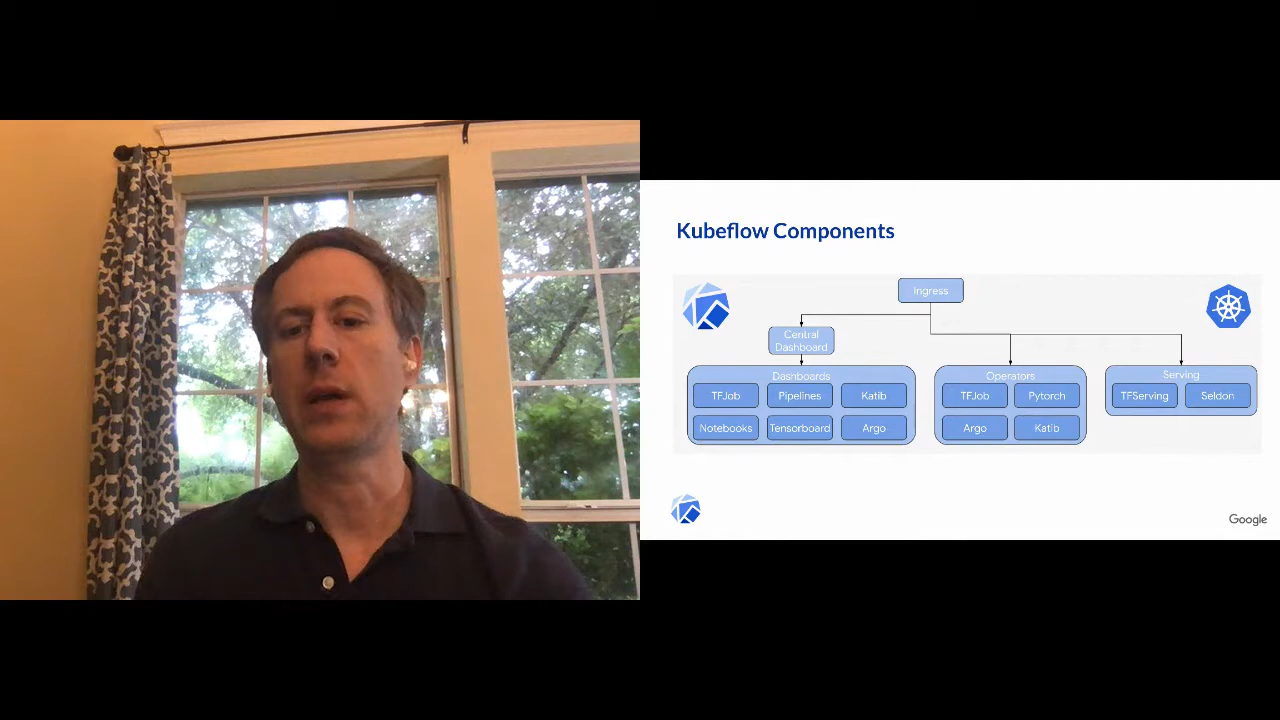 Kubeflow Components
Ingress
Central
Dashboard
Dashboards
TFJob
Pipelines
Katib
Notebooks
Tensorboard
Argo
Operators
TFJob
Pytorch
Argo
Katib
Serving
TFServing
Seldon
Google